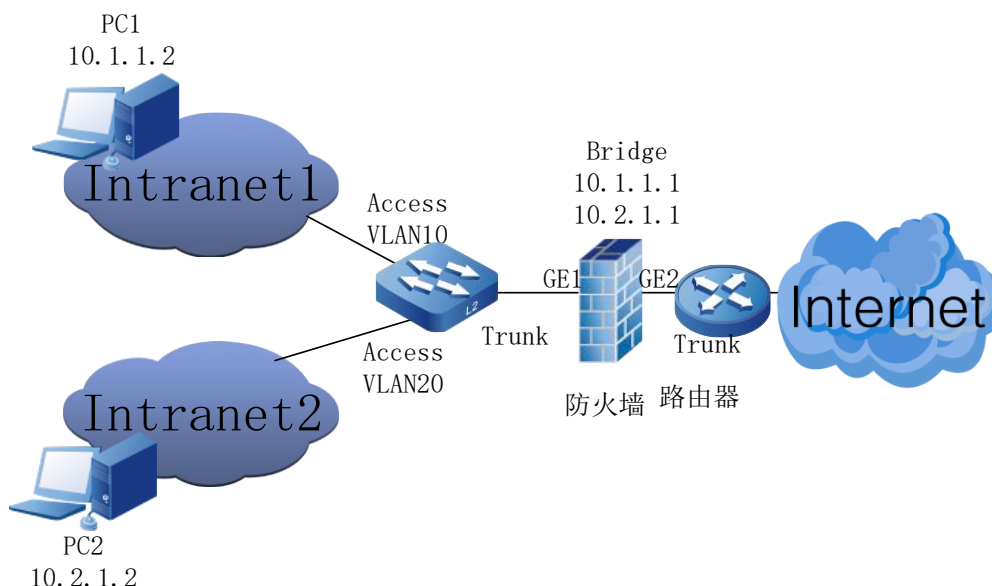 PC1
10.1.1.2
Intranet1
Access
VLAN10
Bridge
10.1.1.1
10.2.1.1
GE1
GE2
L2
Trunk
Trunk
Internet
防火墙
路由器
Access
VLAN20
Intranet2
PC2
10.2.1.2